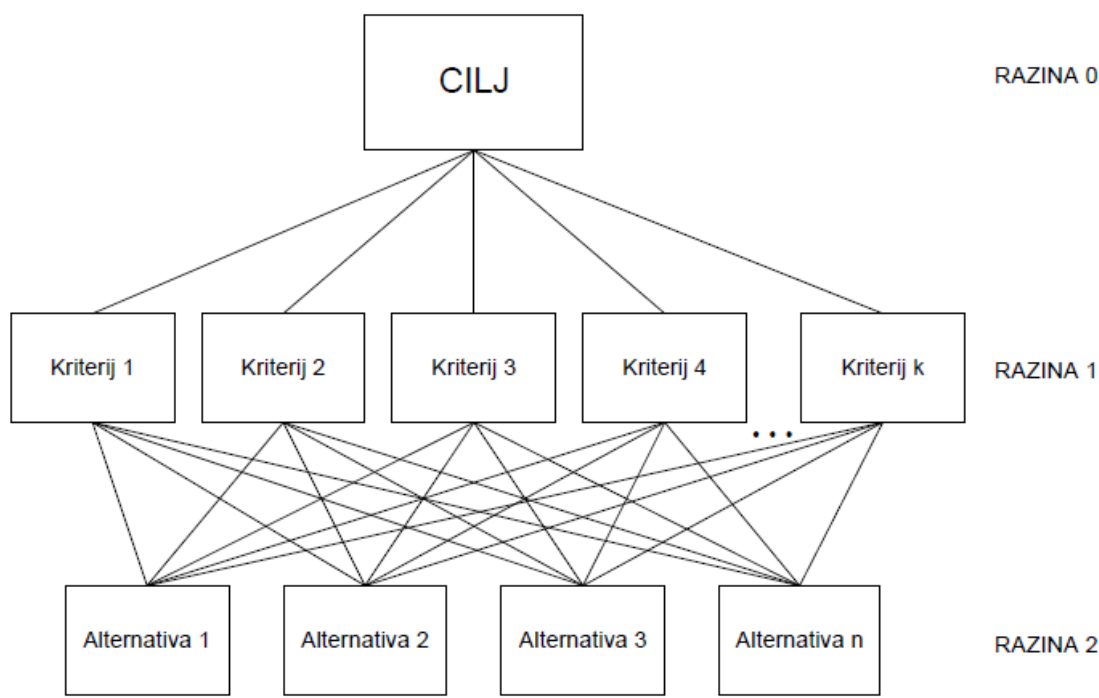 CILJ
RAZINA 0
Kriterij 1
Kriterij 2
Kriterij 3
Kriterij 4
Kriterij k
RAZINA 1
...
Alternativa 1
Alternativa 2
Alternativa 3
Alternativa n
RAZINA 2